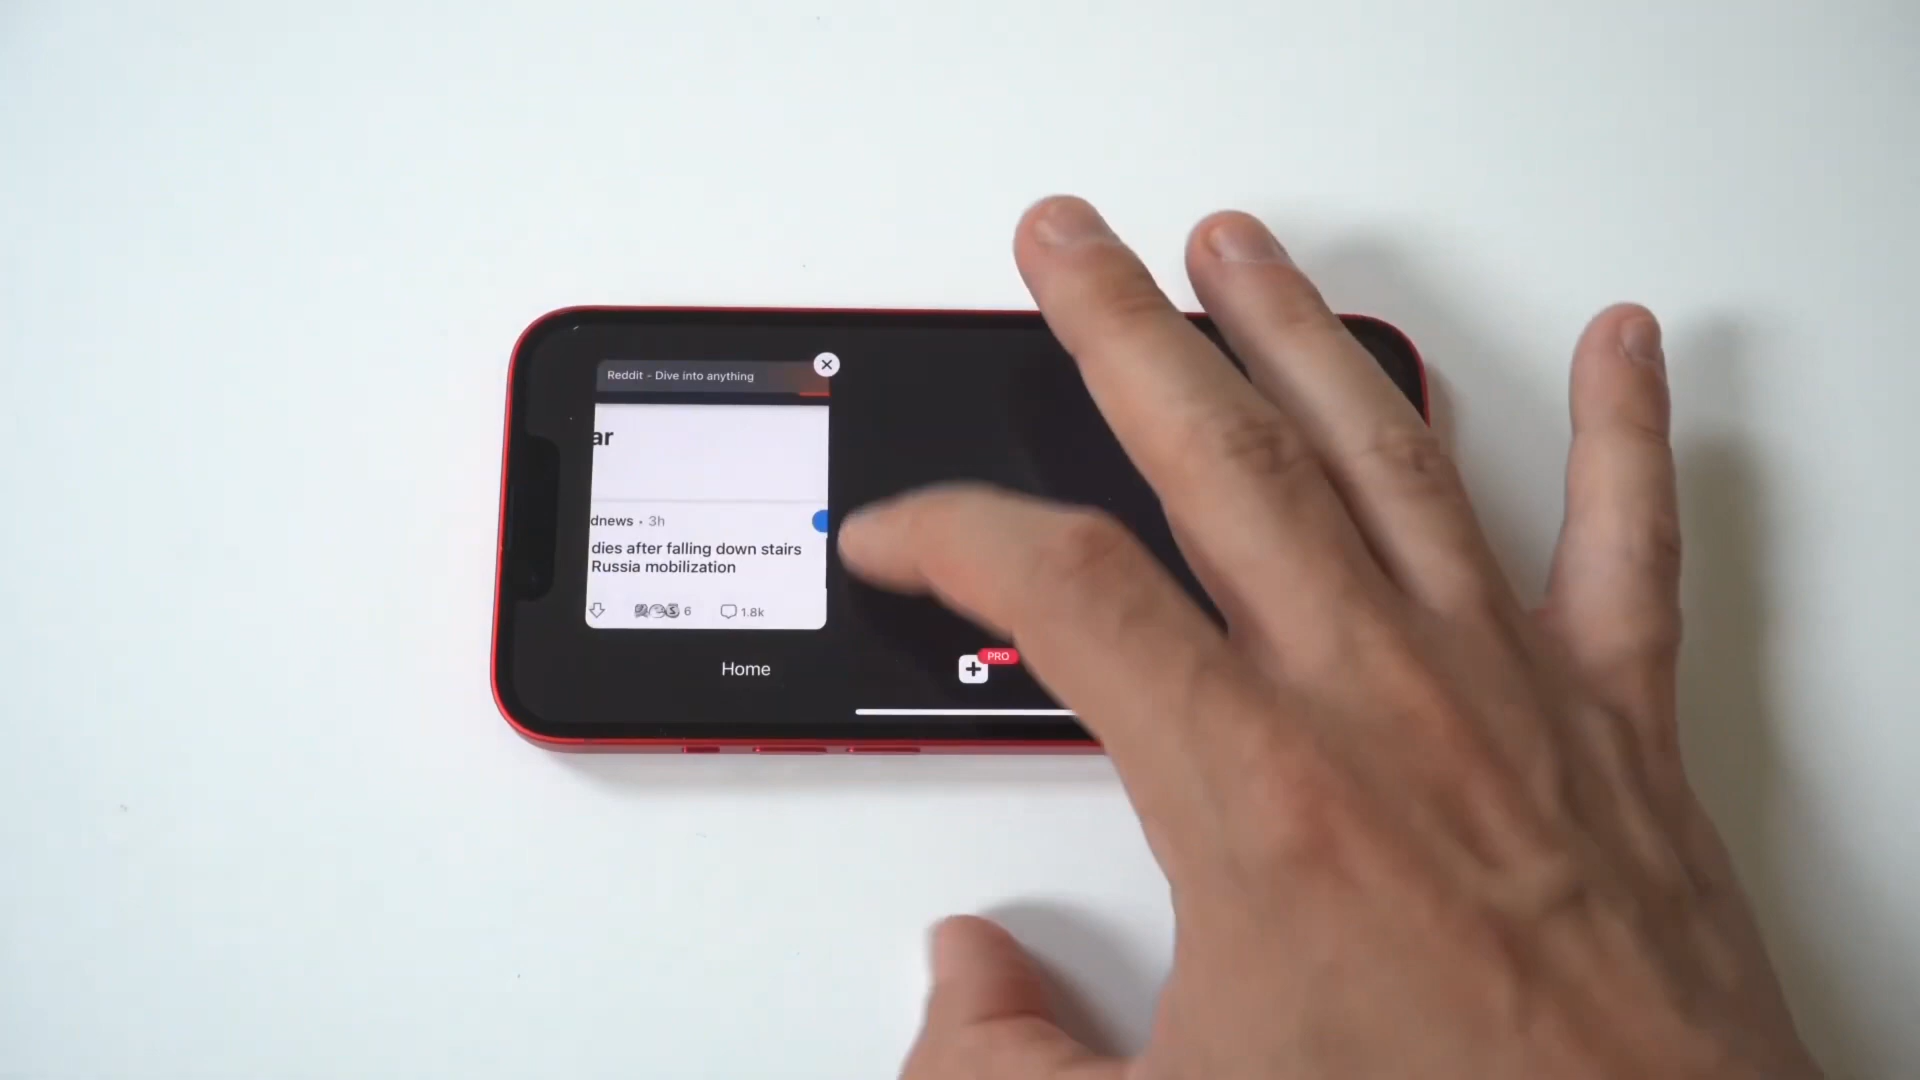 Reddit - Dive into anything
ar
dnews • 3h
dies after falling down stairs
Russia mobilization
6
1.8k
Home
PRO